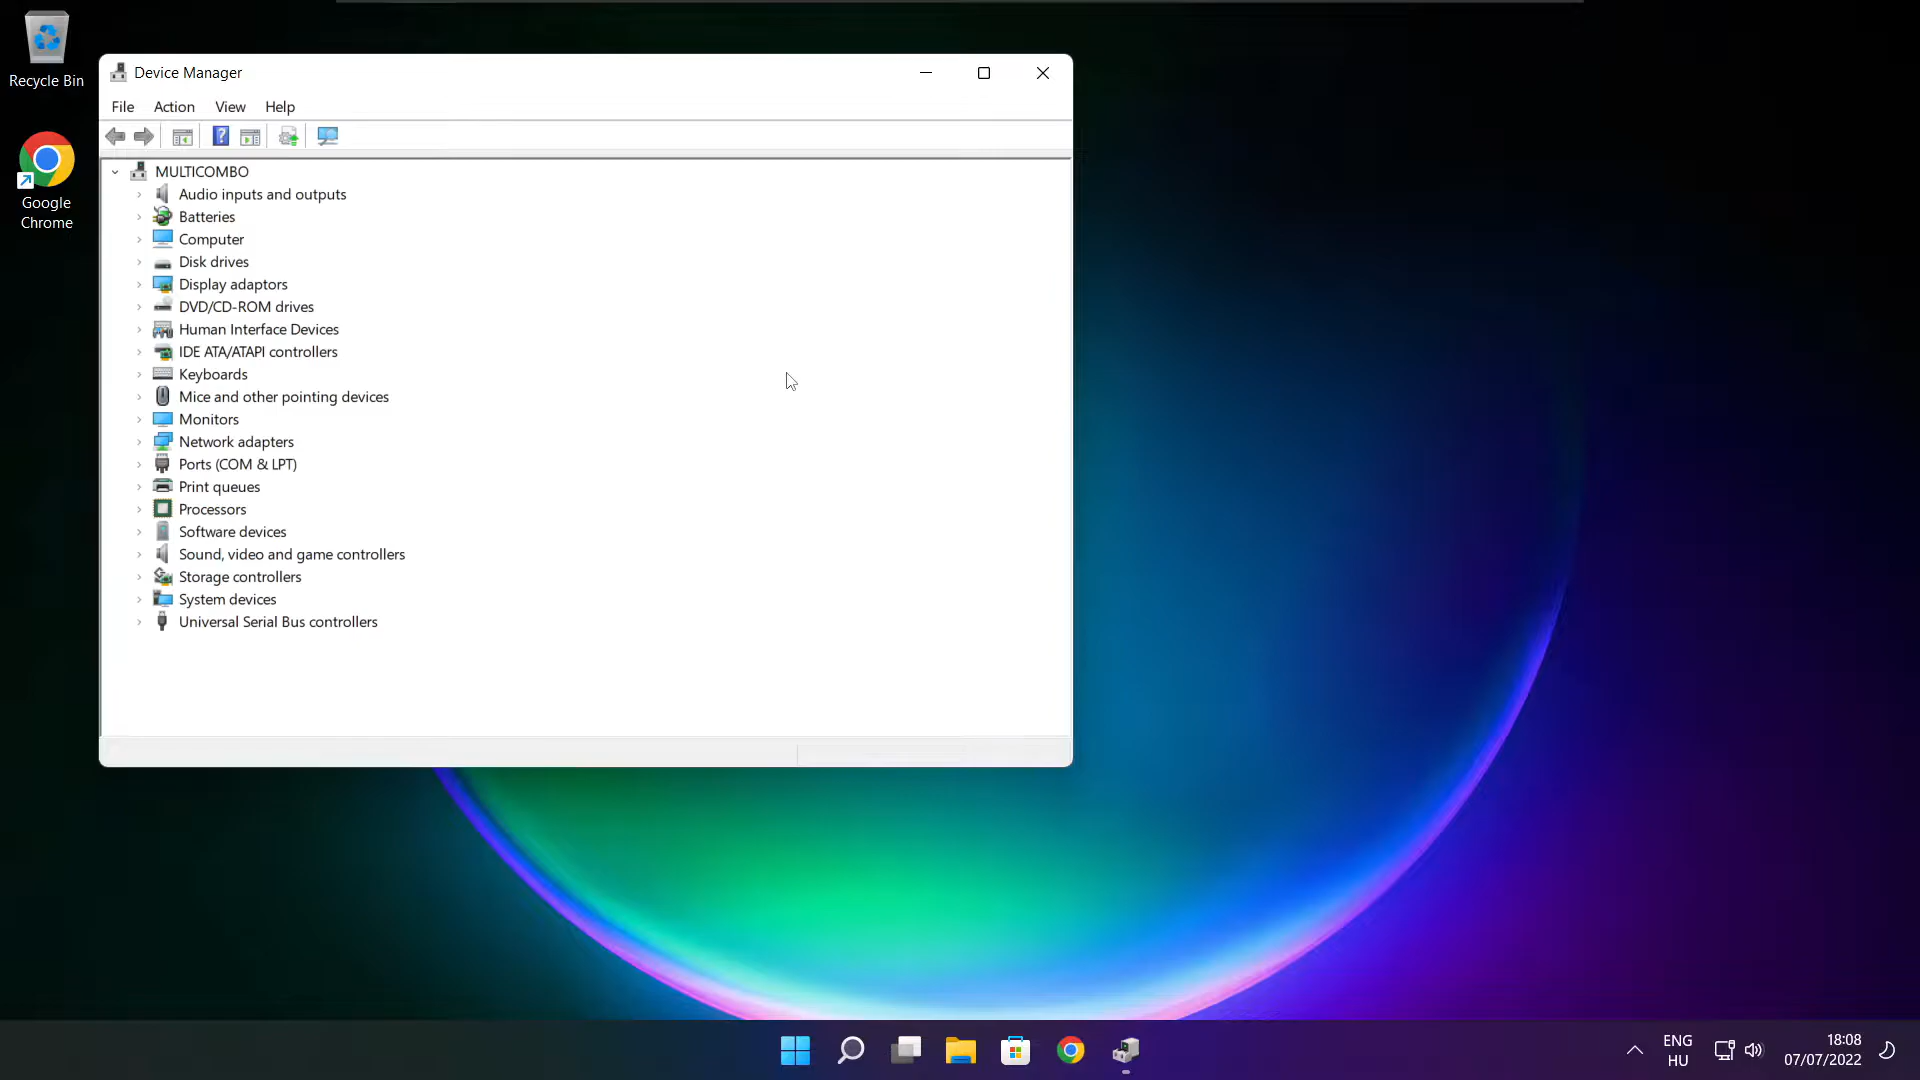 Recycle Bin
Google
Chrome
Device Manager
File Action View Help
MULTICOMBO
Audio inputs and outputs
Batteries
Computer
Disk drives
Display adaptors
DVD/CD-ROM drives
Human Interface Devices
IDE ATA/ATAPI controllers
Keyboards
Mice and other pointing devices
Monitors
Network adapters
Ports (COM & LPT)
Print queues
Processors
Software devices
Sound, video and game controllers
Storage controllers
System devices
Universal Serial Bus controllers
ENG
HU
18:08
07/07/2022